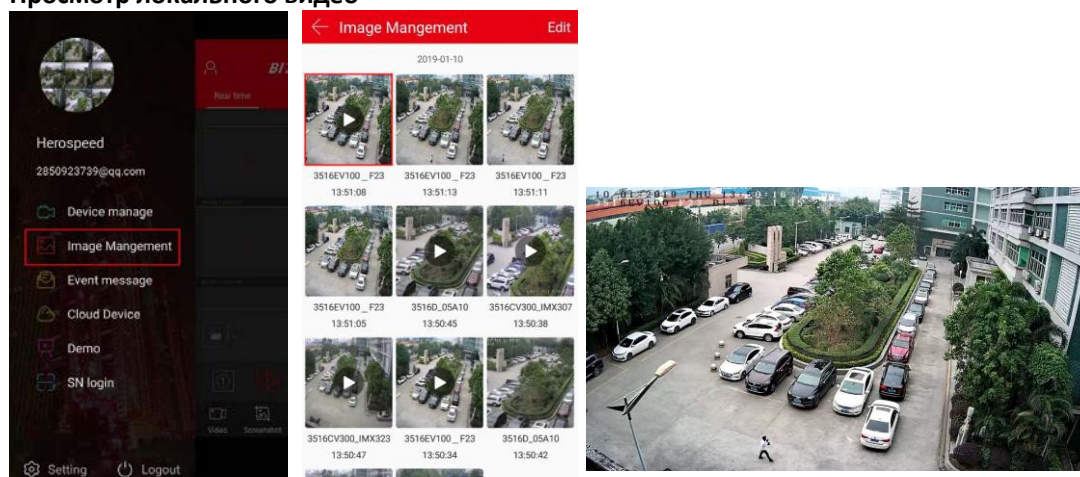 Просмотр локального видео
Herospeed
2850923739@qq.com
Device manage
Image Mangement
Event message
Cloud Device
Demo
SN login
Setting
Logout
Video
Screenshot
Image Mangement
Edit
2019-01-10
3516EV100_F23
3516EV100_F23
3516EV100_F23
13:51:08
13:51:13
13:51:11
3516EV100_F23
3516D_05A10
3516CV300_IMX307
13:51:05
13:50:45
13:50:38
3516CV300_IMX323
3516EV100_F23
3516D_05A10
13:50:47
13:50:34
13:50:42